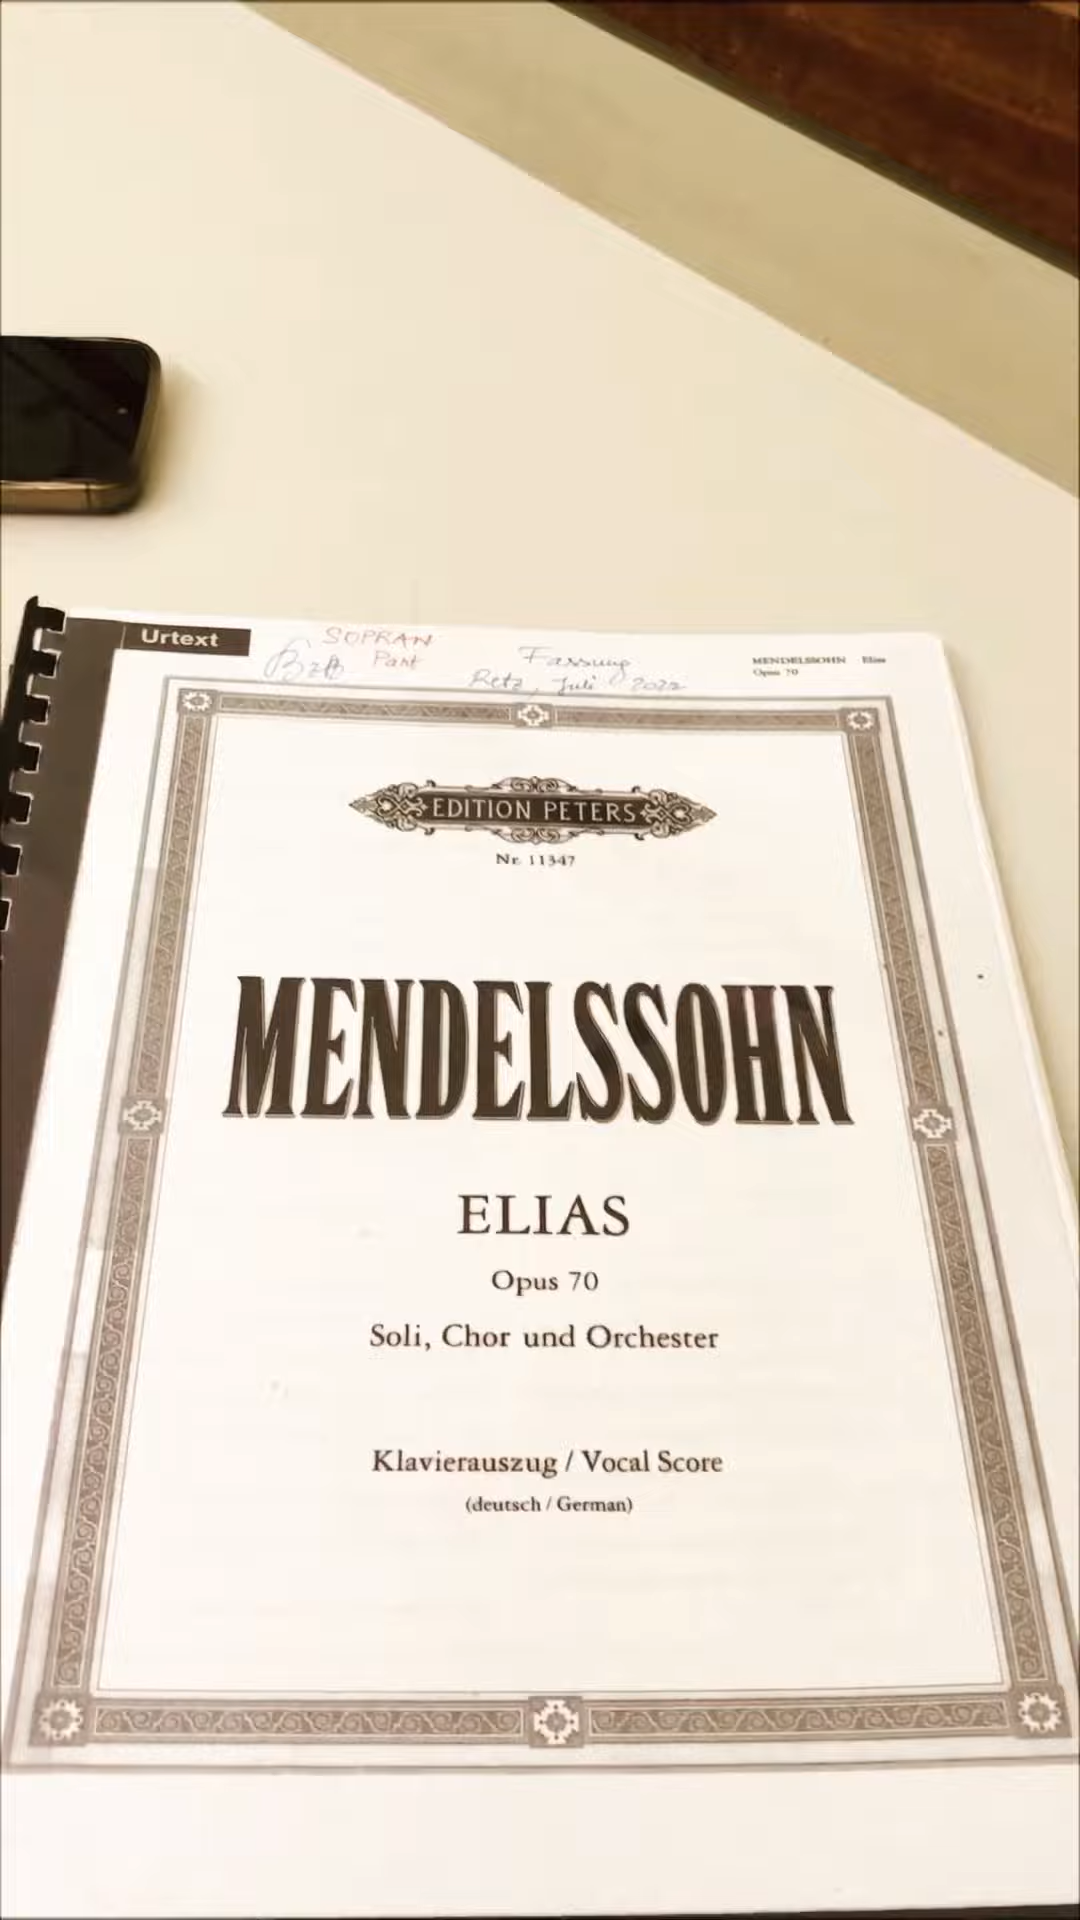 Urtext
SOPRAN
Part
Fassung
Retz, Juli 2022
MENDELSSOHN Elias
Opus 70
EDITION PETERS
Nr. 11347
MENDELSSOHN
ELIAS
Opus 70
Soli, Chor und Orchester
Klavierauszug / Vocal Score
(deutsch / German)